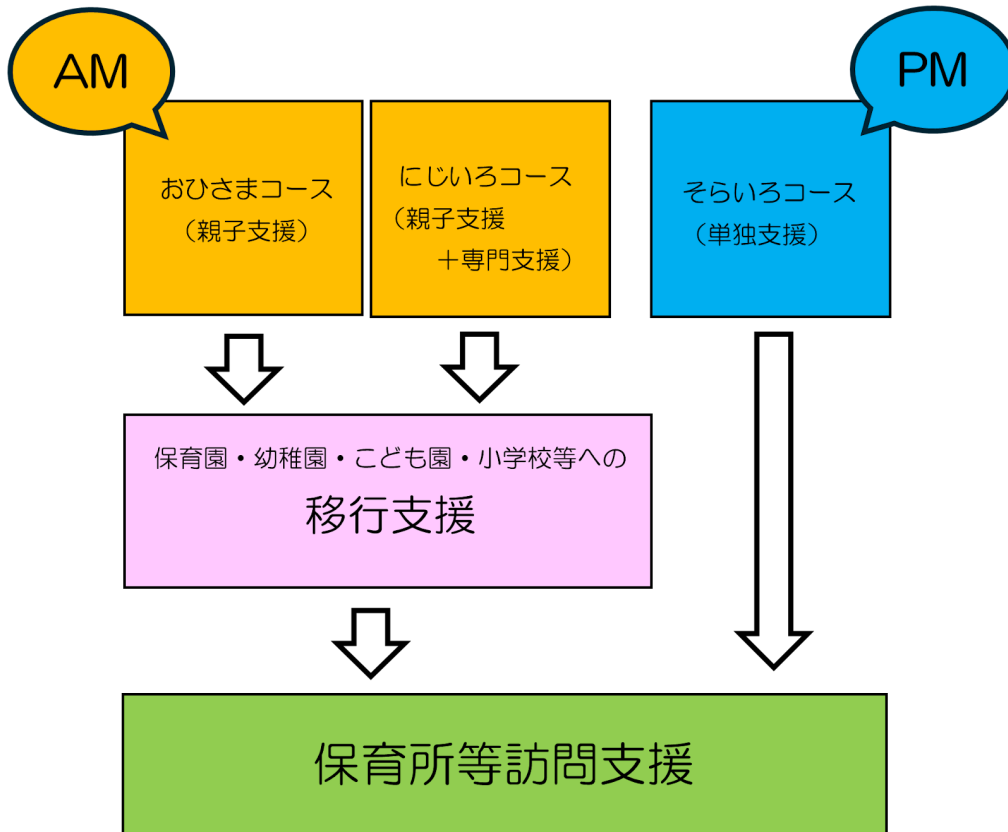 AM
PM
おひさまコース
（親子支援）
にじいろコース
（親子支援
＋専門支援）
そらいろコース
（単独支援）
保育園・幼稚園・こども園・小学校等への
移行支援
保育所等訪問支援